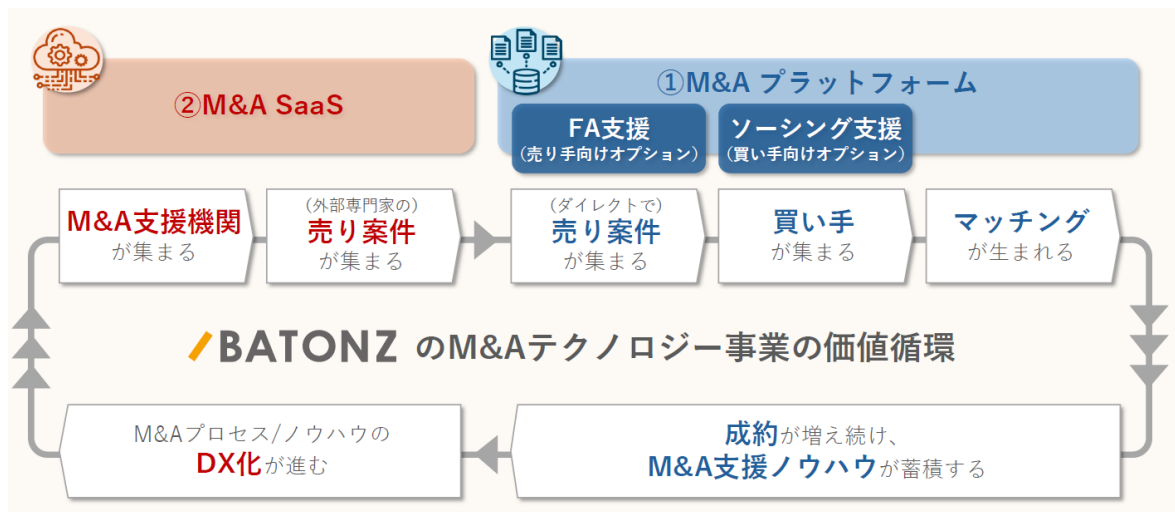 ②M&A SaaS
①M&A プラットフォーム
FA支援
（売り手向けオプション）
ソーシング支援
（買い手向けオプション）
M&A支援機関
が集まる
（外部専門家の）
売り案件
が集まる
（ダイレクトで）
売り案件
が集まる
買い手
が集まる
マッチング
が生まれる
BATONZ のM&Aテクノロジー事業の価値循環
M&Aプロセス/ノウハウの
DX化が進む
成約が増え続け、
M&A支援ノウハウが蓄積する